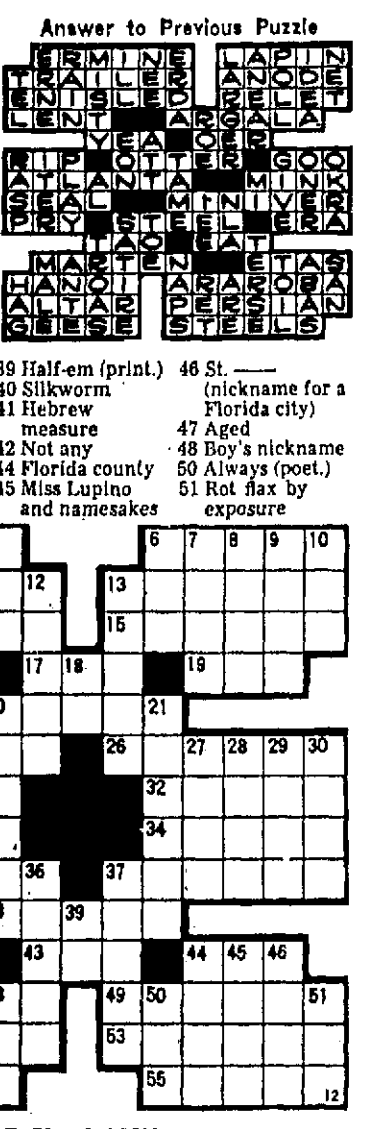 Answer to Previous Puzzle
ERMINE LAPIN
TRAILER ANODE
ENISLED RELET
LENT ARGALA
YEA OER
RIP OTTER GOO
ATLANTA MINK
SEAL MINIVER
PRY STEEL ERA
TAO EAT
MARTEN ETAS
HANOI ARAROBA
ALTAR PERSIAN
GEESE STEELS
39 Half-em (print.)
40 Silkworm
41 Hebrew
measure
42 Not any
44 Florida county
45 Miss Lupino
and namesakes
46 St. ——
(nickname for a
Florida city)
47 Aged
48 Boy's nickname
50 Always (poet.)
51 Rot flax by
exposure
6 7 8 9 10
12 13
15
17 18 19
21
26 27 28 29 30
32
34
36 37
39
43 44 45 46
49 50 51
53
55 12